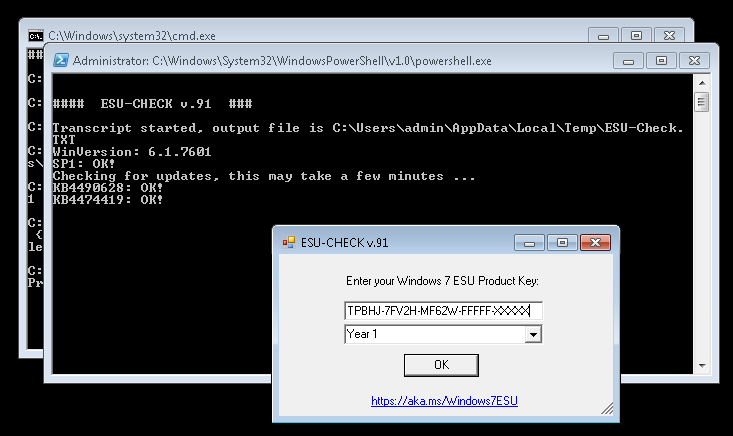 C:\Windows\system32\cmd.exe
Administrator: C:\Windows\System32\WindowsPowerShell\v1.0\powershell.exe
##
C:
C:
C:
s\
C:
1
C:
{
le
C:
Pr
#### ESU-CHECK v.91 ###
Transcript started, output file is C:\Users\admin\AppData\Local\Temp\ESU-Check.
TXT
WinVersion: 6.1.7601
SP1: OK!
Checking for updates, this may take a few minutes ...
KB4490628: OK!
KB4474419: OK!
ESU-CHECK v.91
Enter your Windows 7 ESU Product Key:
TPBHJ-7FV2H-MF62W-FFFFF-XXXXX
Year 1
OK
https://aka.ms/Windows7ESU